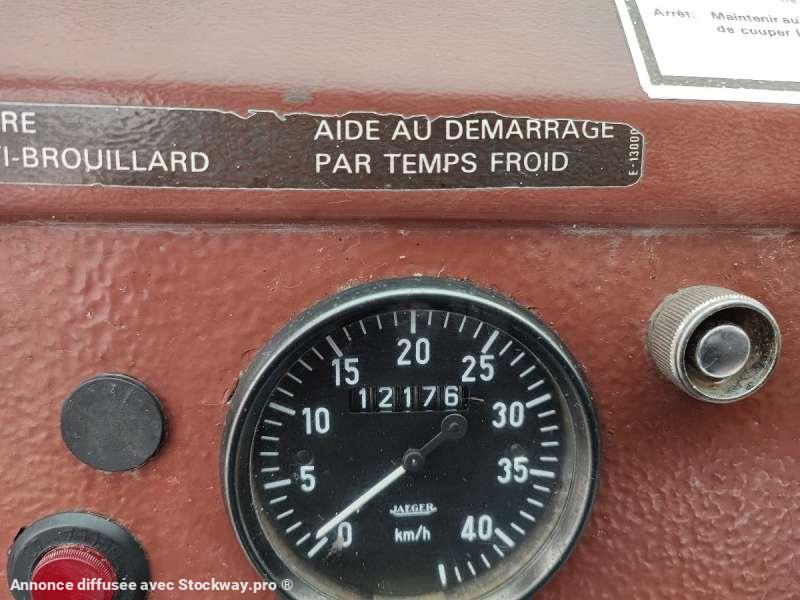 Arrêt: Maintenir au
de couper l
RE
I-BROUILLARD
AIDE AU DEMARRAGE
PAR TEMPS FROID
20
15
25
12176
10
30
5
35
0
JAEGER
40
km/h
Annonce diffusée avec Stockway.pro ®